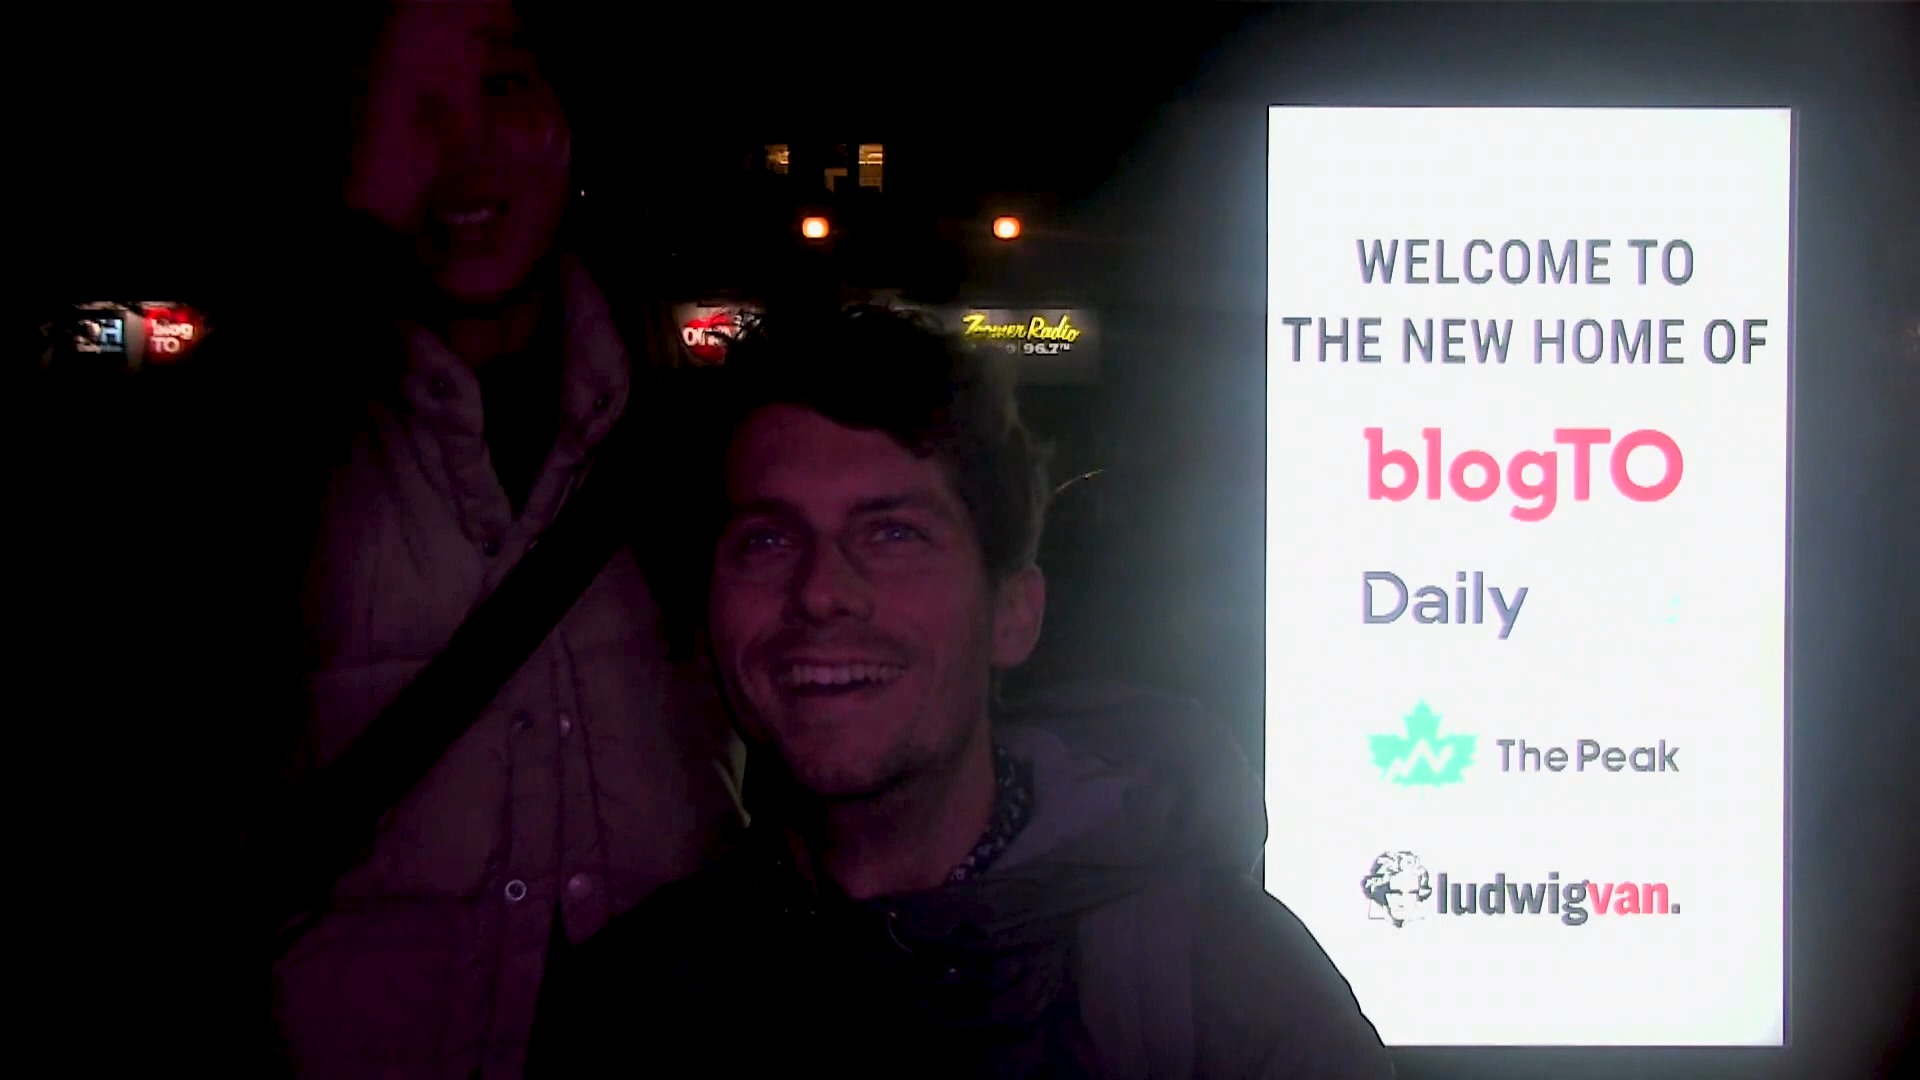 WELCOME TO
THE NEW HOME OF
blogTO
Daily
The Peak
ludwigvan.
blog
TO
Zoomer Radio
96.7